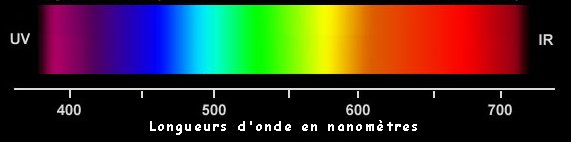 UV IR
400 500 600 700
Longueurs d'onde en nanomètres